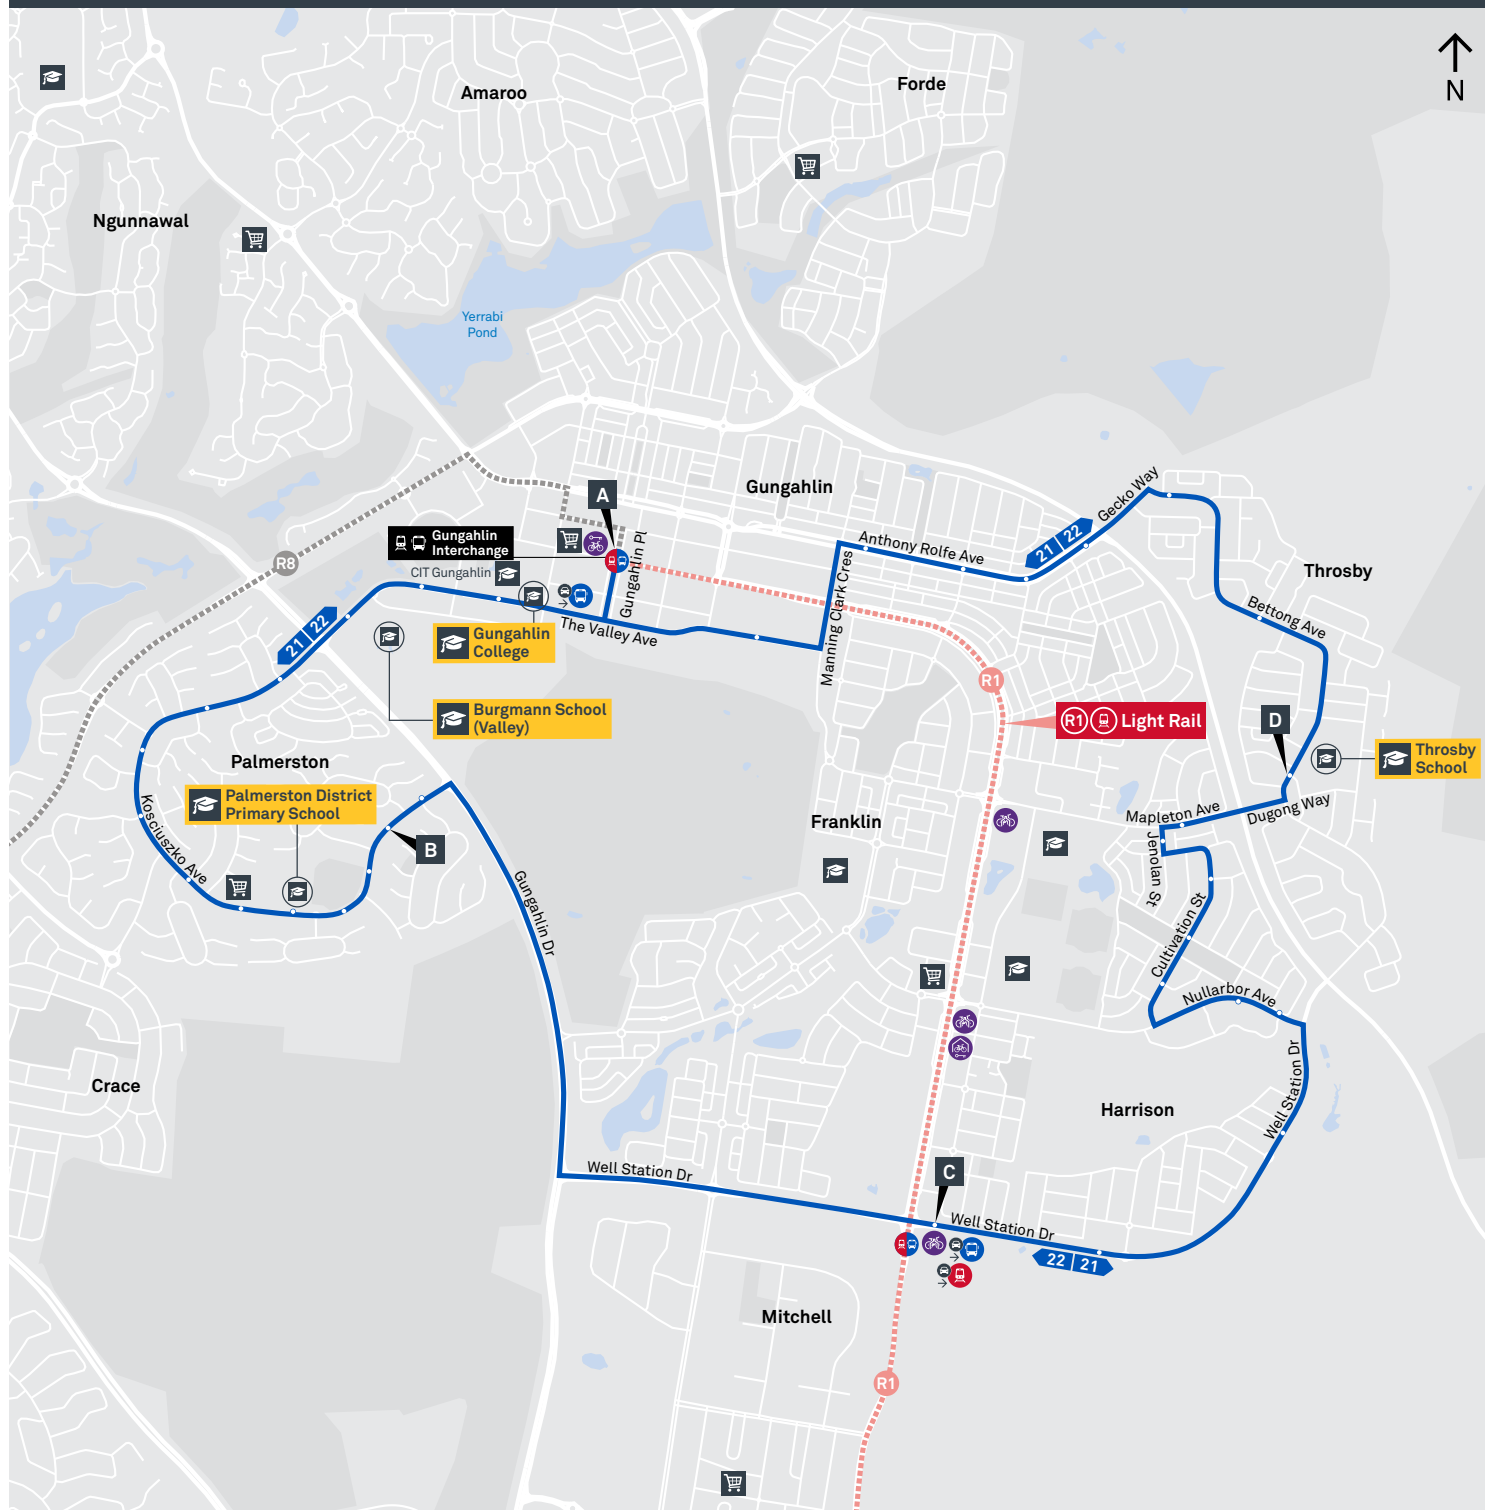 N
Forde
Amaroo
Ngunnawal
Yerrabi
Pond
Gecko Way
Gungahlin
A
21 | 22
Gungahlin
Interchange
Gungahlin Pl
Anthony Rolfe Ave
R8
CIT Gungahlin
Throsby
Manning Clark Cres
Bettong Ave
21 | 22
The Valley Ave
Gungahlin
College
R1
Burgmann School
(Valley)
R1 Light Rail
D
Throsby
School
Palmerston
Palmerston District
Primary School
Kosciuszko Ave
B
Franklin
Mapleton Ave
Dugong Way
Jenolan St
Gungahlin Dr
Cultivation St
Nullarbor Ave
Crace
Well Station Dr
Harrison
Well Station Dr
C
Well Station Dr
22 | 21
Mitchell
R1